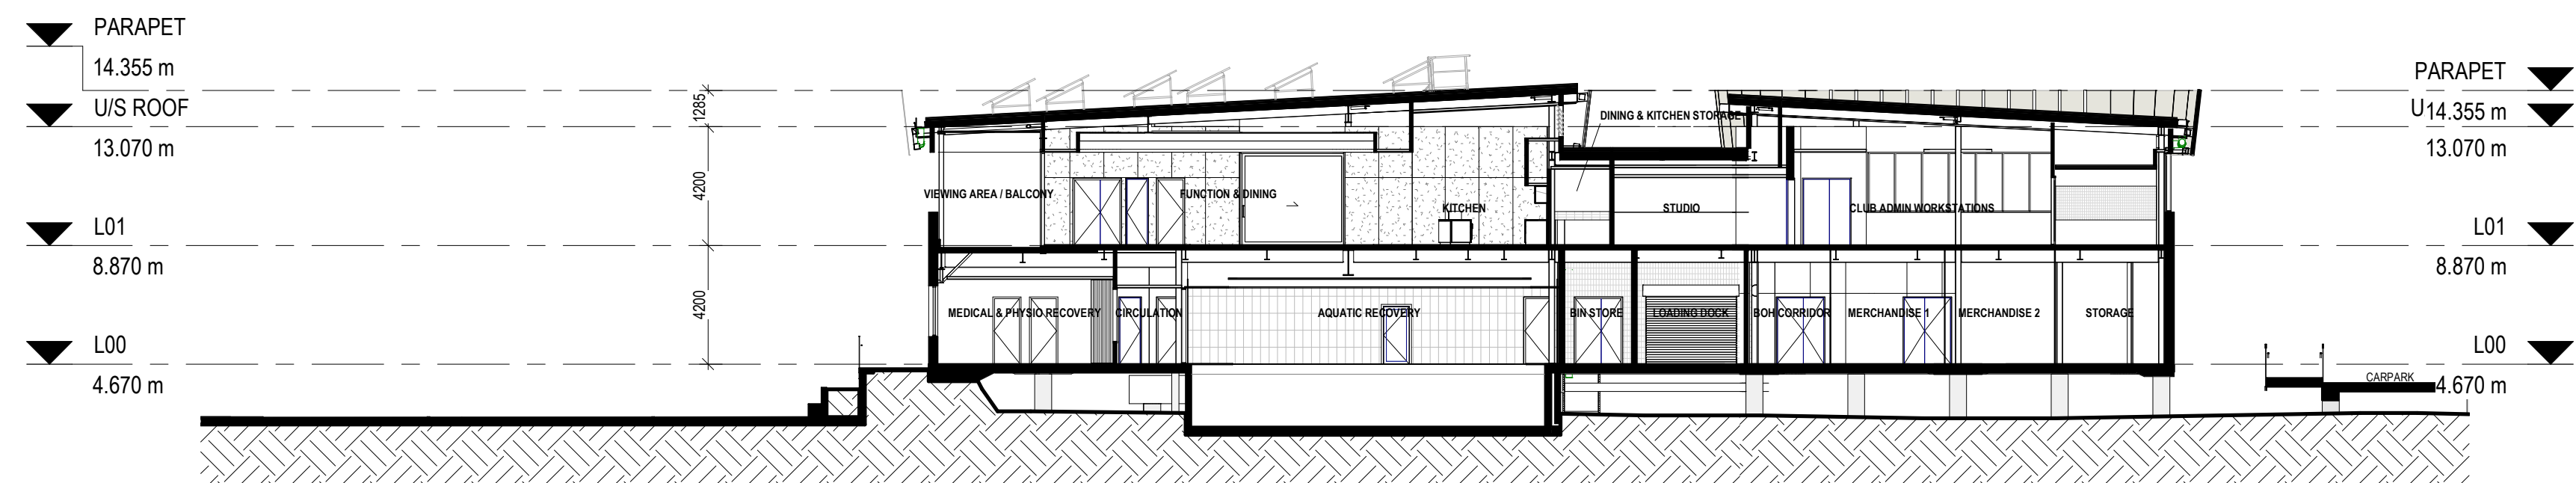 PARAPET
14.355 m
U/S ROOF
13.070 m
L01
8.870 m
L00
4.670 m
1285
4200
4200
DINING & KITCHEN STORAGE
VIEWING AREA / BALCONY
FUNCTION & DINING
KITCHEN
STUDIO
CLUB ADMIN WORKSTATIONS
MEDICAL & PHYSIO RECOVERY
CIRCULATION
AQUATIC RECOVERY
BIN STORE
LOADING DOCK
BOH CORRIDOR
MERCHANDISE 1
MERCHANDISE 2
STORAGE
CARPARK
PARAPET
U14.355 m
13.070 m
L01
8.870 m
L00
4.670 m